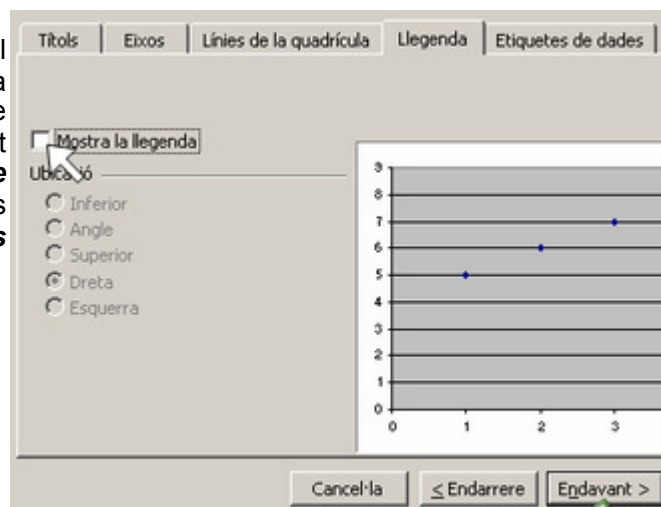 Títols Eixos Línies de la quadrícula Llegenda Etiquetes de dades
Mostra la llegenda
Ubicació
Inferior
Angle
Superior
Dreta
Esquerra
9
8
7
6
5
4
3
2
1
0
0 1 2 3
Cancel·la < Endarrere Endavant >